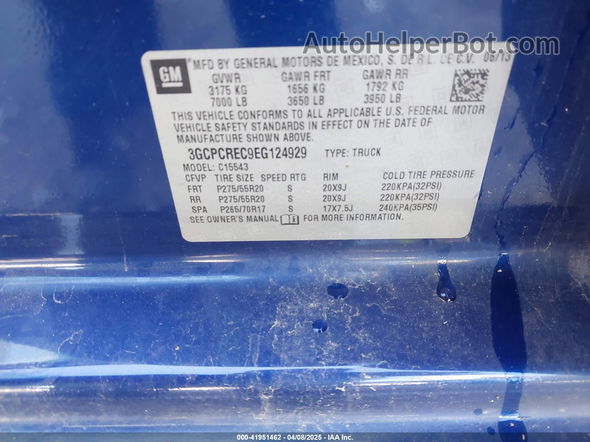 AutoHelperBot.com
GM
MFD BY GENERAL MOTORS DE MEXICO, S. DE R.L. DE C.V. 06/13
GVWR GAWR FRT GAWR RR
3175 KG 1656 KG 1792 KG
7000 LB 3650 LB 3950 LB
THIS VEHICLE CONFORMS TO ALL APPLICABLE U.S. FEDERAL MOTOR
VEHICLE SAFETY STANDARDS IN EFFECT ON THE DATE OF
MANUFACTURE SHOWN ABOVE.
3GCPCREC9EG124929 TYPE: TRUCK
MODEL: C15543
CFVP TIRE SIZE SPEED RTG RIM COLD TIRE PRESSURE
FRT P275/55R20 S 20X9J 220KPA(32PSI)
RR P275/55R20 S 20X9J 220KPA(32PSI)
SPA P265/70R17 S 17X7.5J 240KPA(35PSI)
SEE OWNER'S MANUAL FOR MORE INFORMATION.
000-41951462 - 04/08/2025 - IAA Inc.